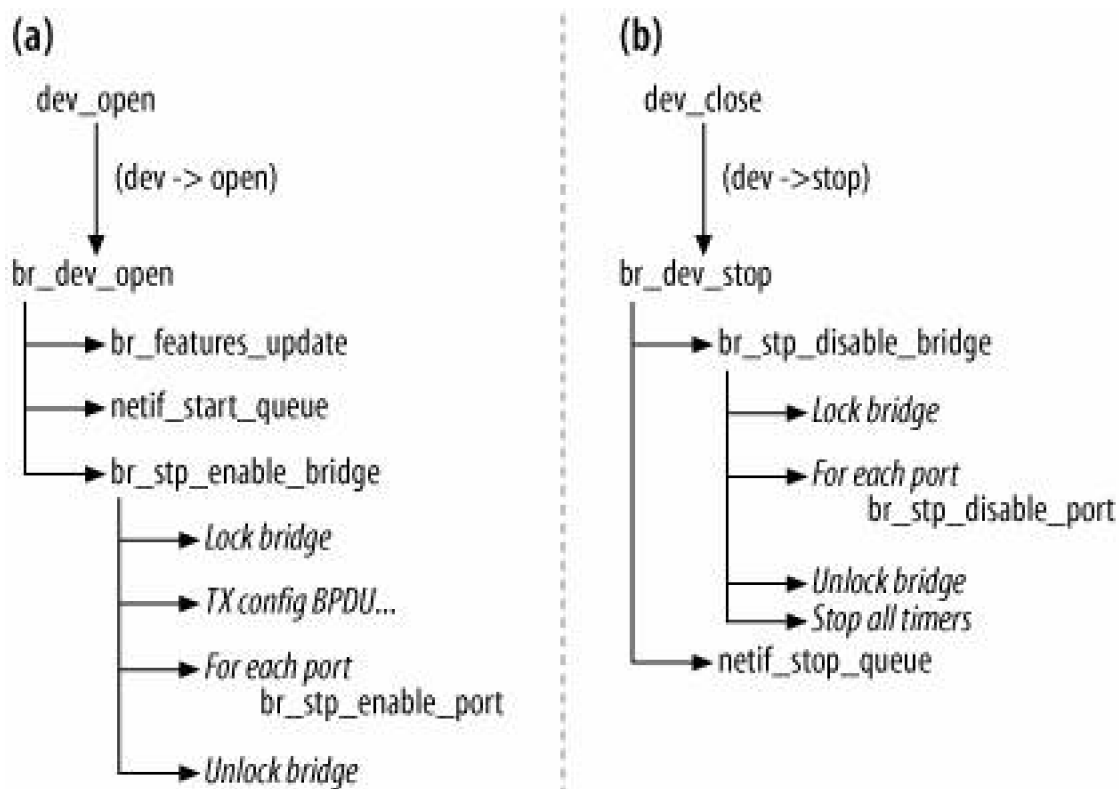 (a)
dev_open
(dev -> open)
br_dev_open
br_features_update
netif_start_queue
br_stp_enable_bridge
Lock bridge
TX config BPDU...
For each port
br_stp_enable_port
Unlock bridge
(b)
dev_close
(dev ->stop)
br_dev_stop
br_stp_disable_bridge
Lock bridge
For each port
br_stp_disable_port
Unlock bridge
Stop all timers
netif_stop_queue